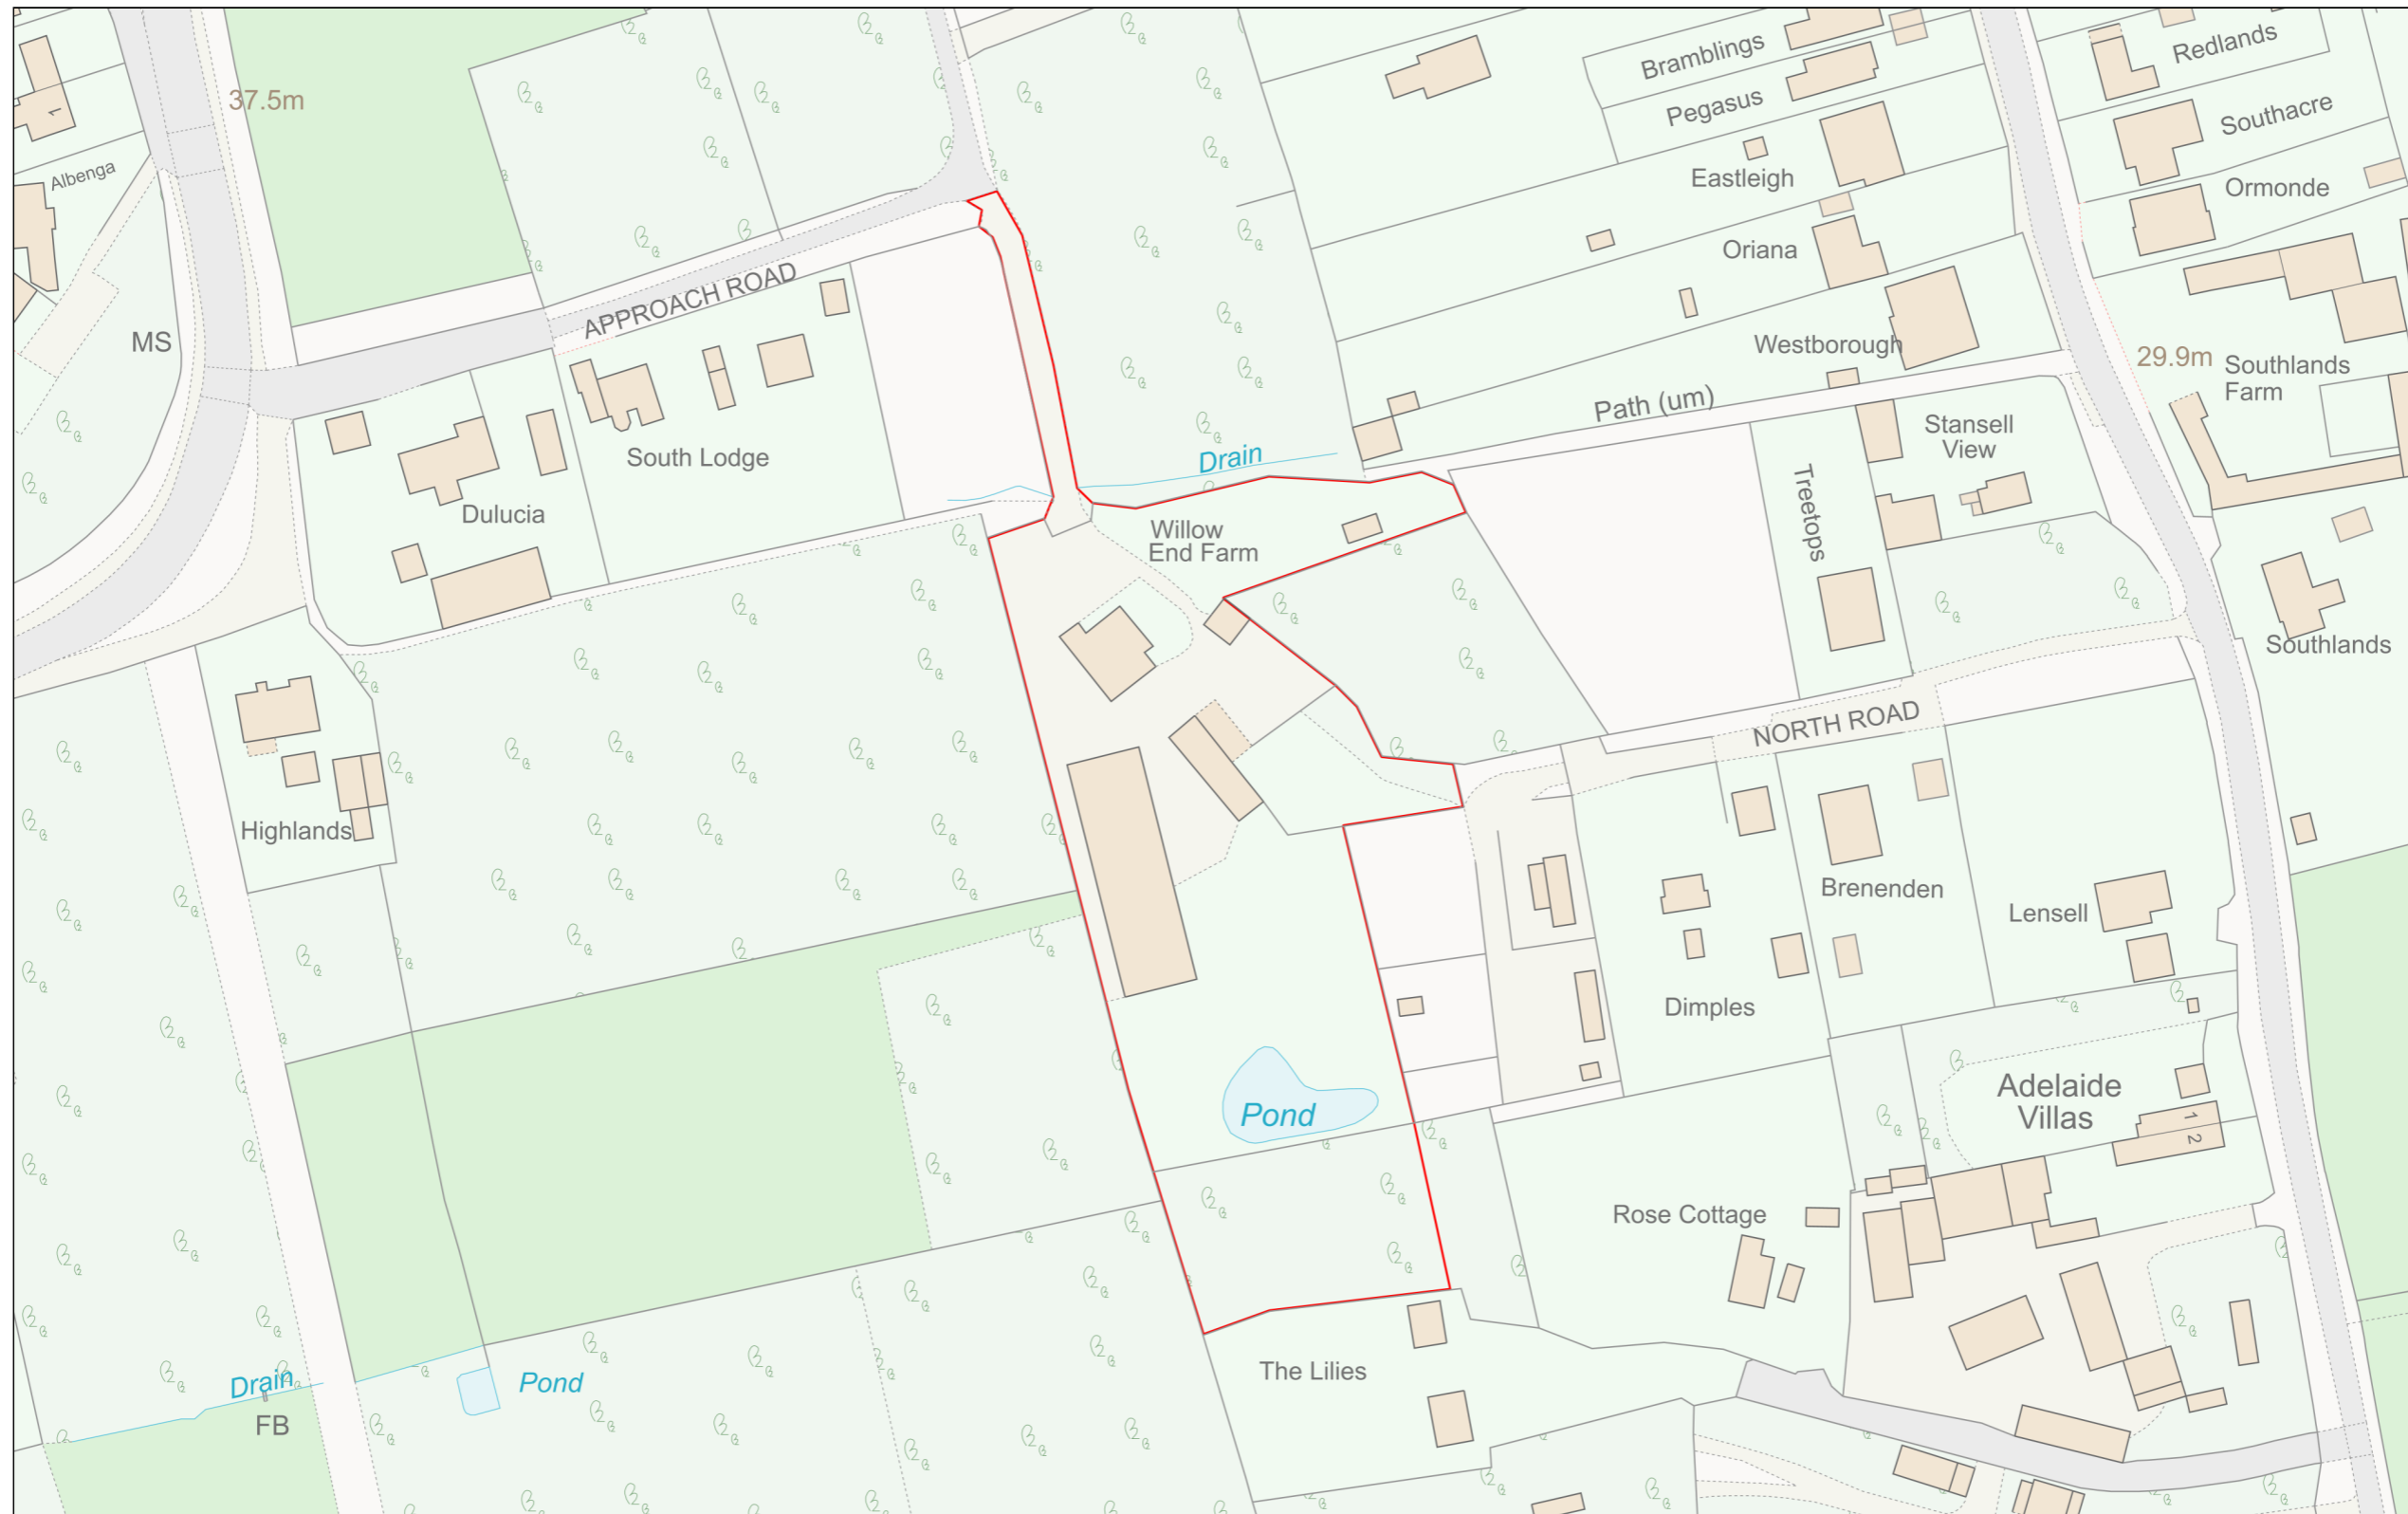 Bramblings
Redlands
37.5m
1
Pegasus
Southacre
Albenga
Eastleigh
Ormonde
Oriana
APPROACH ROAD
MS
Westborough
29.9m
Southlands
Farm
Path (um)
Stansell
View
South Lodge
Drain
Treetops
Dulucia
Willow
End Farm
Southlands
NORTH ROAD
Highlands
Brenenden
Lensell
Dimples
Adelaide
Villas
Pond
1
2
Rose Cottage
The Lilies
Drain
Pond
FB